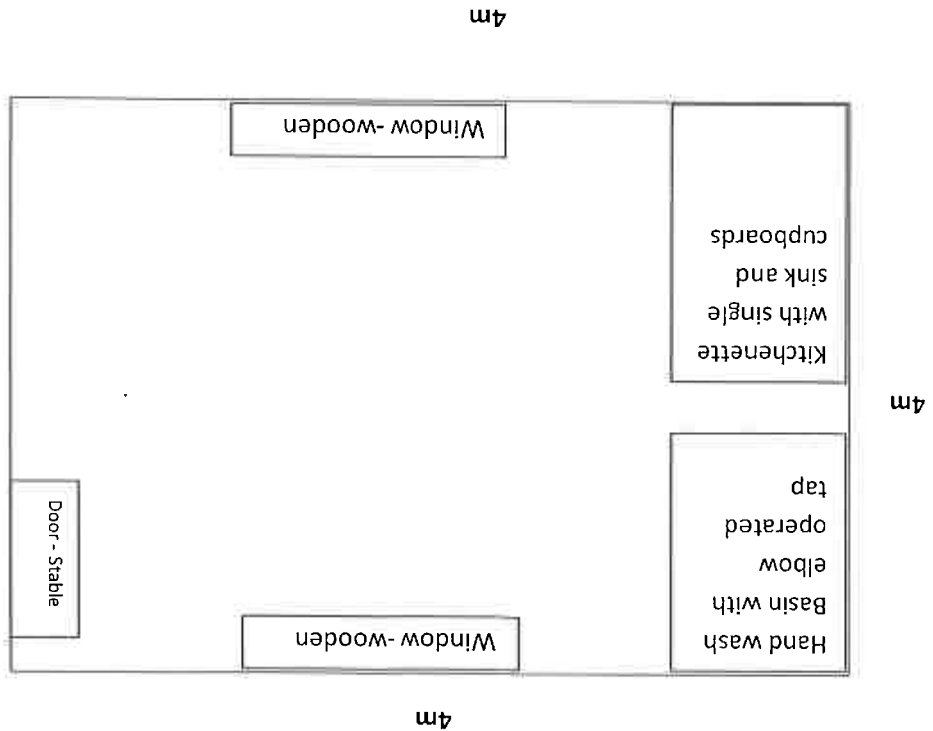 4m
Hand wash
Basin with
elbow
operated
tap
Window -wooden
Door - Stable
4m
Kitchenette
with single
sink and
cupboards
Window -wooden
4m